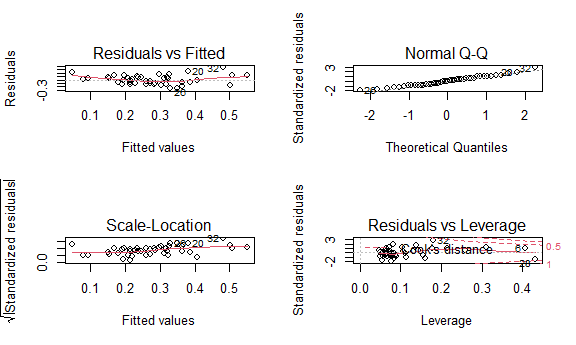 Residuals vs Fitted
Residuals
-0.3
32
20
26
0.1 0.2 0.3 0.4 0.5
Fitted values
Normal Q-Q
Standardized residuals
3
-2
32
20
26
-2 -1 0 1 2
Theoretical Quantiles
Scale-Location
√|Standardized residuals|
0.0
32
26 20
0.1 0.2 0.3 0.4 0.5
Fitted values
Residuals vs Leverage
Standardized residuals
3
-2
32
Cook's distance
0.5
1
0.0 0.1 0.2 0.3 0.4
Leverage